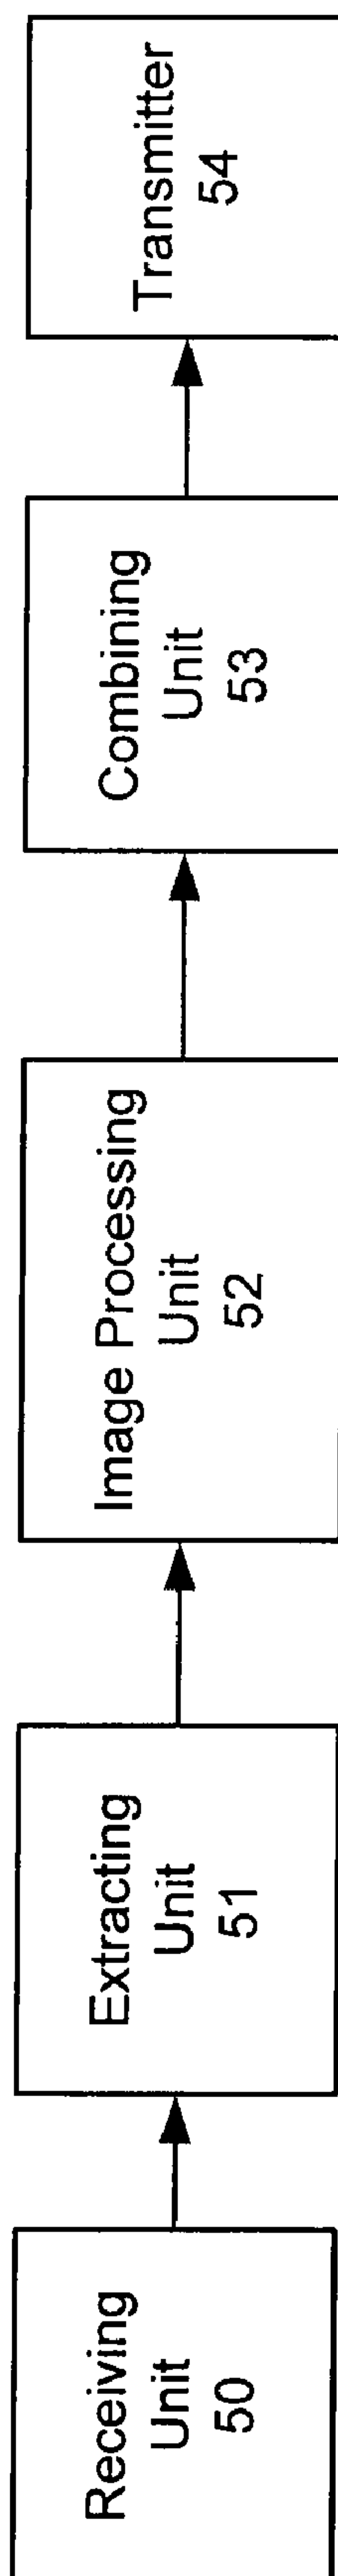 Receiving
Unit
50
Extracting
Unit
51
Image Processing
Unit
52
Combining
Unit
53
Transmitter
54